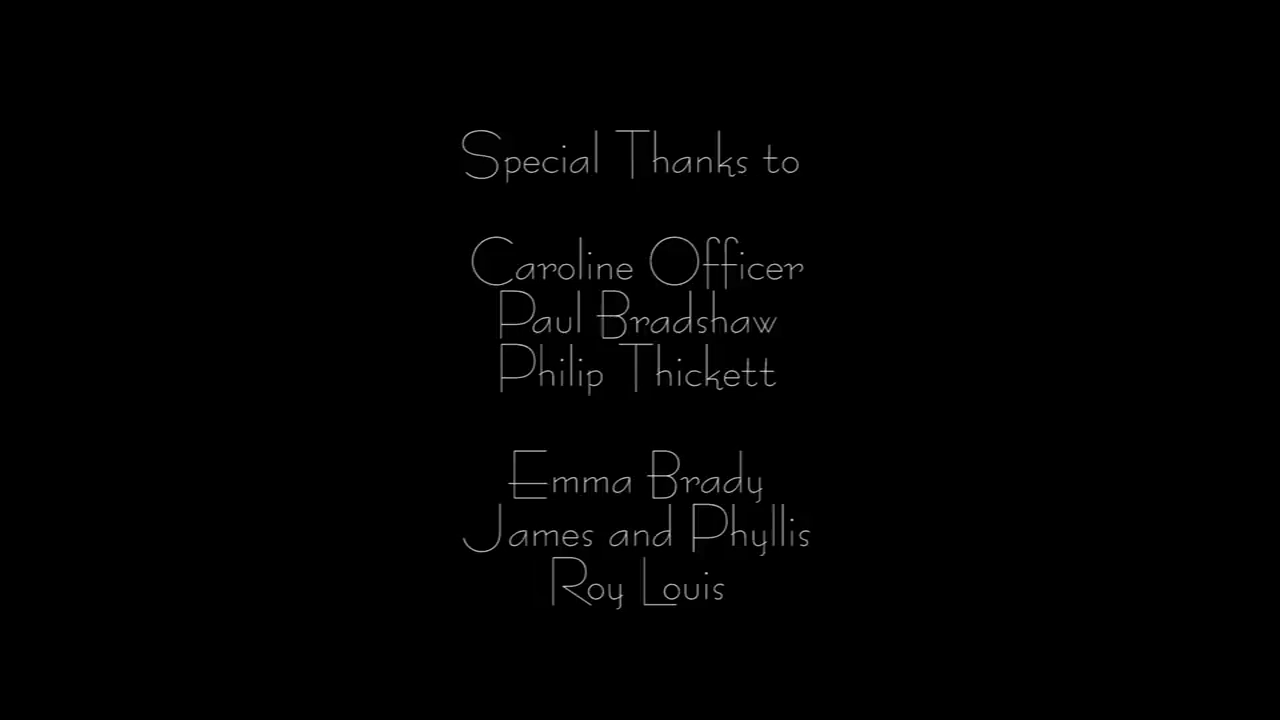 Special Thanks to
Caroline Officer
Paul Bradshaw
Philip Thickett
Emma Brady
James and Phyllis
Roy Louis